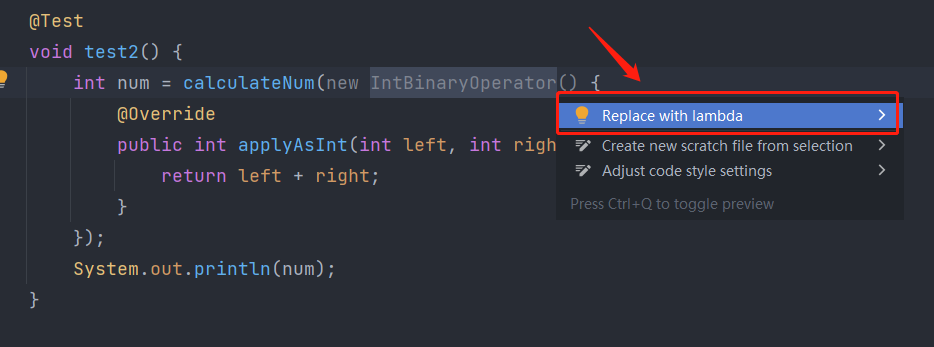 @Test
void test2() {
int num = calculateNum(new IntBinaryOperator() {
@Override
public int applyAsInt(int left, int righ
return left + right;
}
});
System.out.println(num);
}
Replace with lambda
Create new scratch file from selection
Adjust code style settings
Press Ctrl+Q to toggle preview